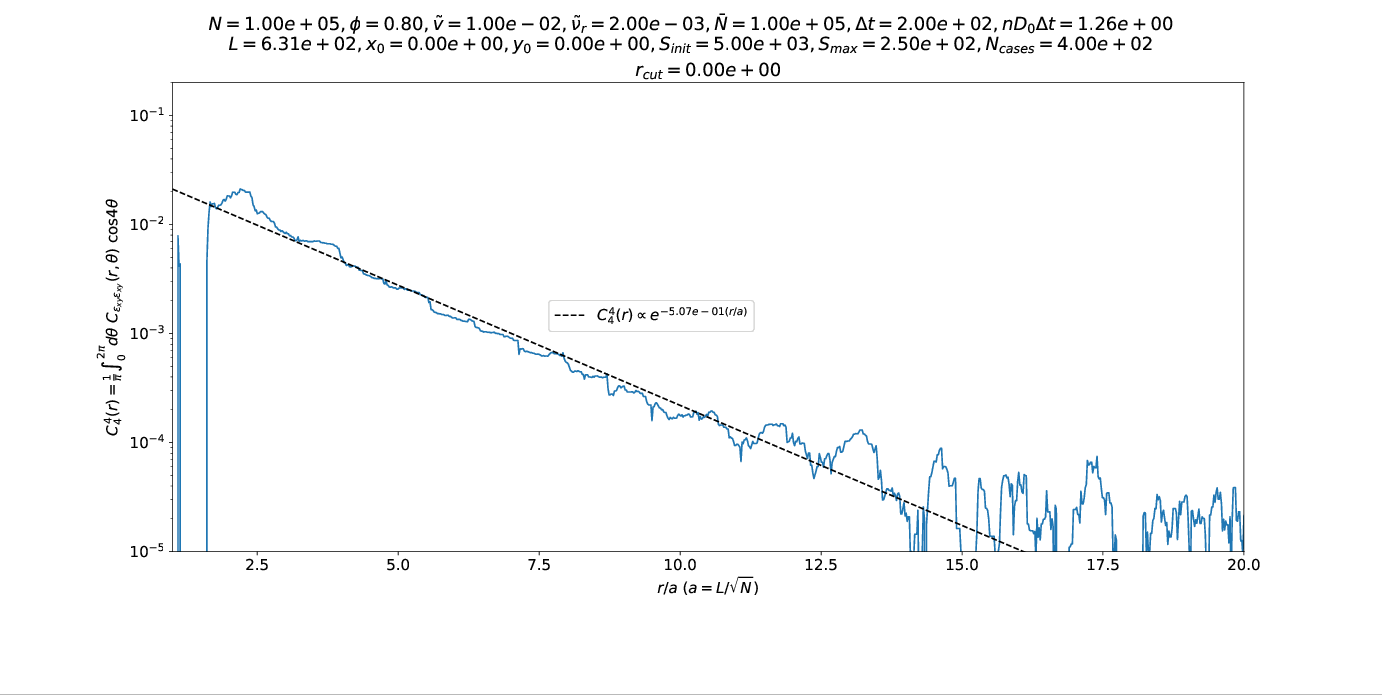 N = 1.00e + 05, ϕ = 0.80, ṽ = 1.00e − 02, ν̃ᵣ = 2.00e − 03, N̄ = 1.00e + 05, Δt = 2.00e + 02, nD₀Δt = 1.26e + 00
L = 6.31e + 02, x₀ = 0.00e + 00, y₀ = 0.00e + 00, S_init = 5.00e + 03, S_max = 2.50e + 02, N_cases = 4.00e + 02
r_cut = 0.00e + 00
C₄⁴(r) = 1/π ∫₀^2π dθ C_εxyεxy(r, θ) cos4θ
10⁻¹
10⁻²
10⁻³
10⁻⁴
10⁻⁵
C₄⁴(r) ∝ e^−5.07e − 01(r/a)
2.5 5.0 7.5 10.0 12.5 15.0 17.5 20.0
r/a (a = L/√N)